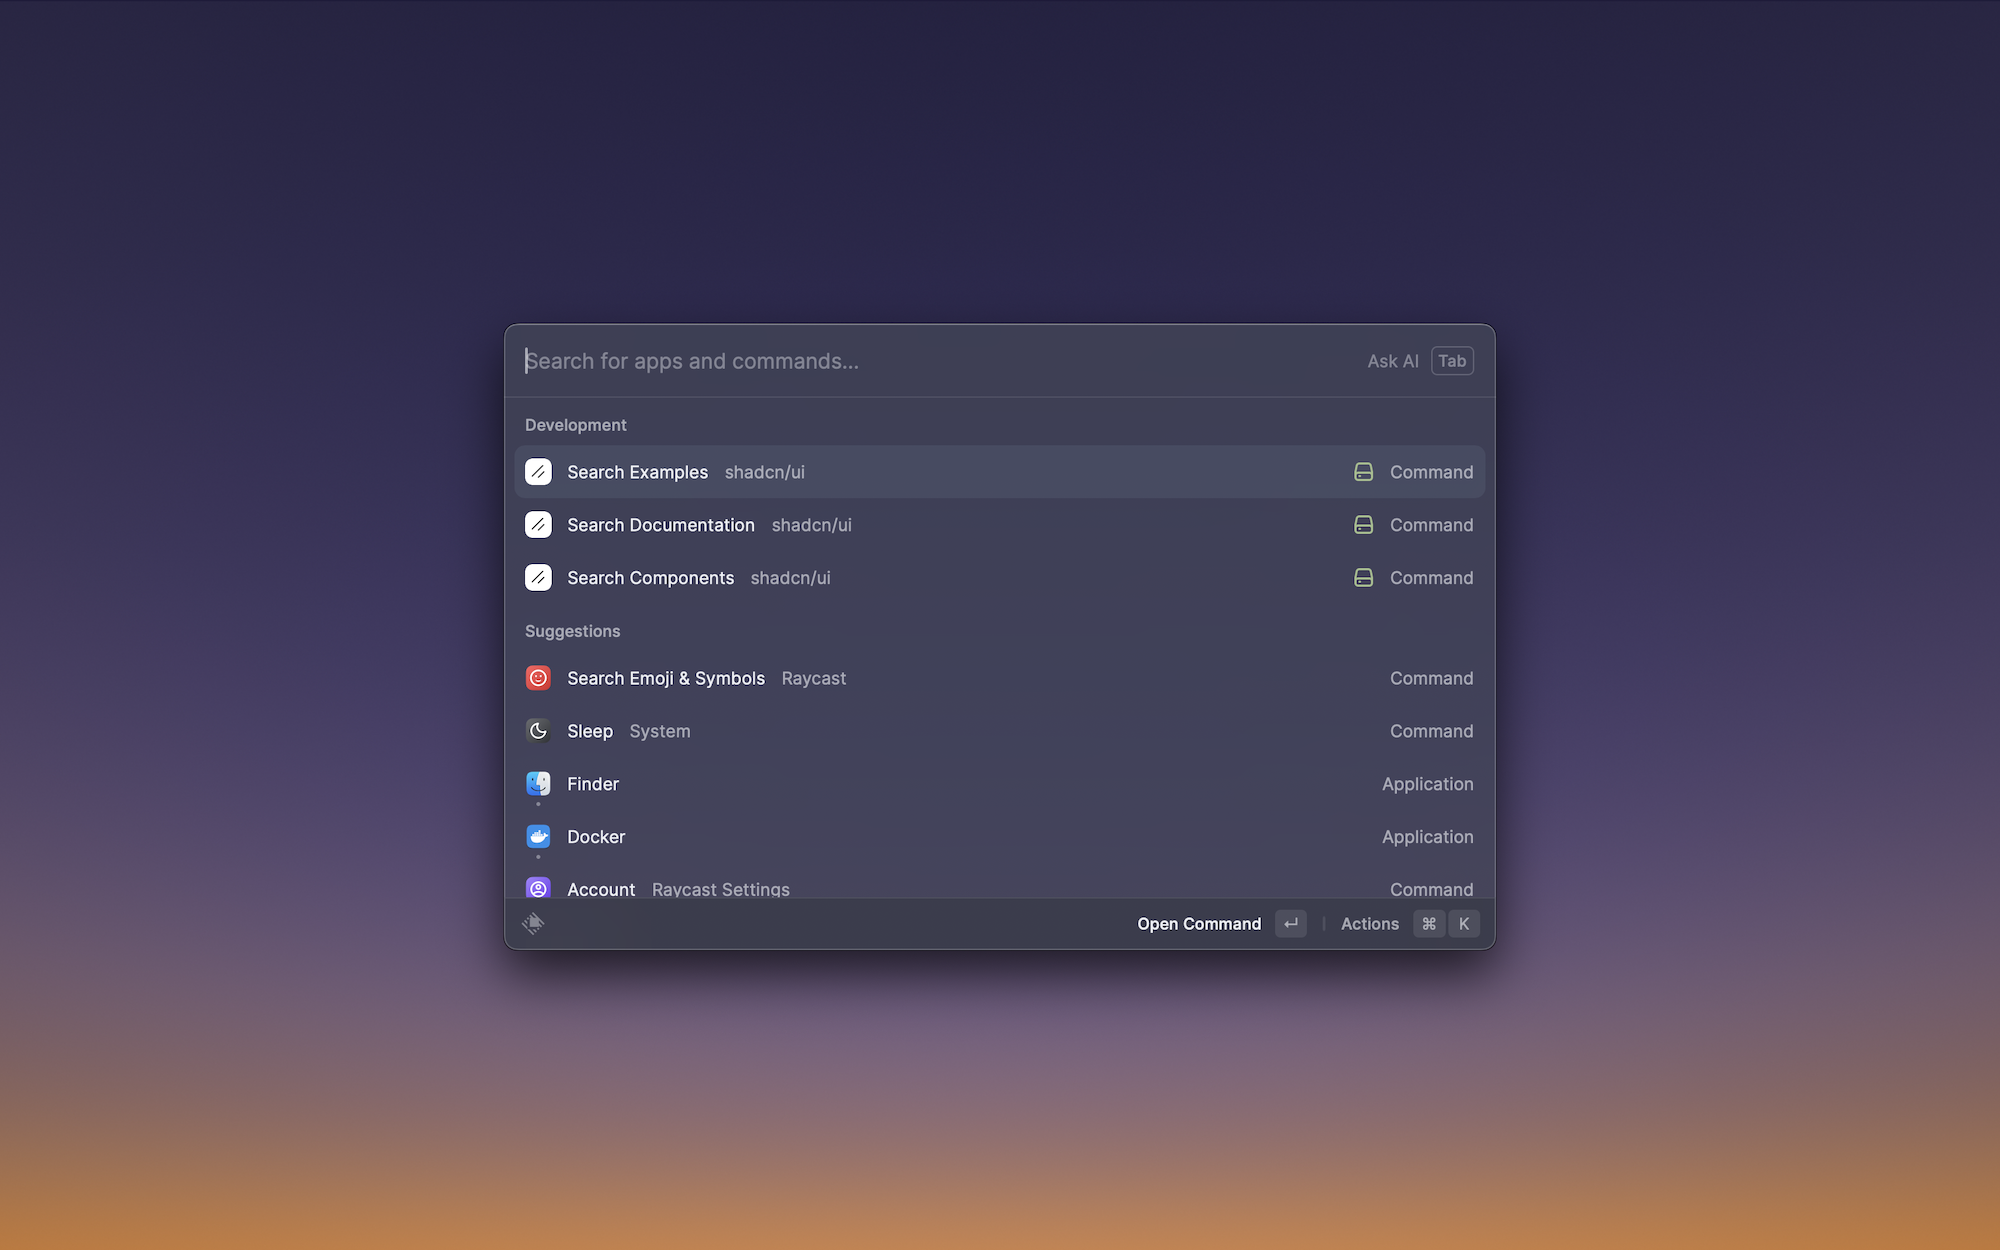 Search for apps and commands... Ask AI Tab
Development
Search Examples shadcn/ui Command
Search Documentation shadcn/ui Command
Search Components shadcn/ui Command
Suggestions
Search Emoji & Symbols Raycast Command
Sleep System Command
Finder Application
Docker Application
Account Raycast Settings Command
Open Command ↵ | Actions ⌘ K